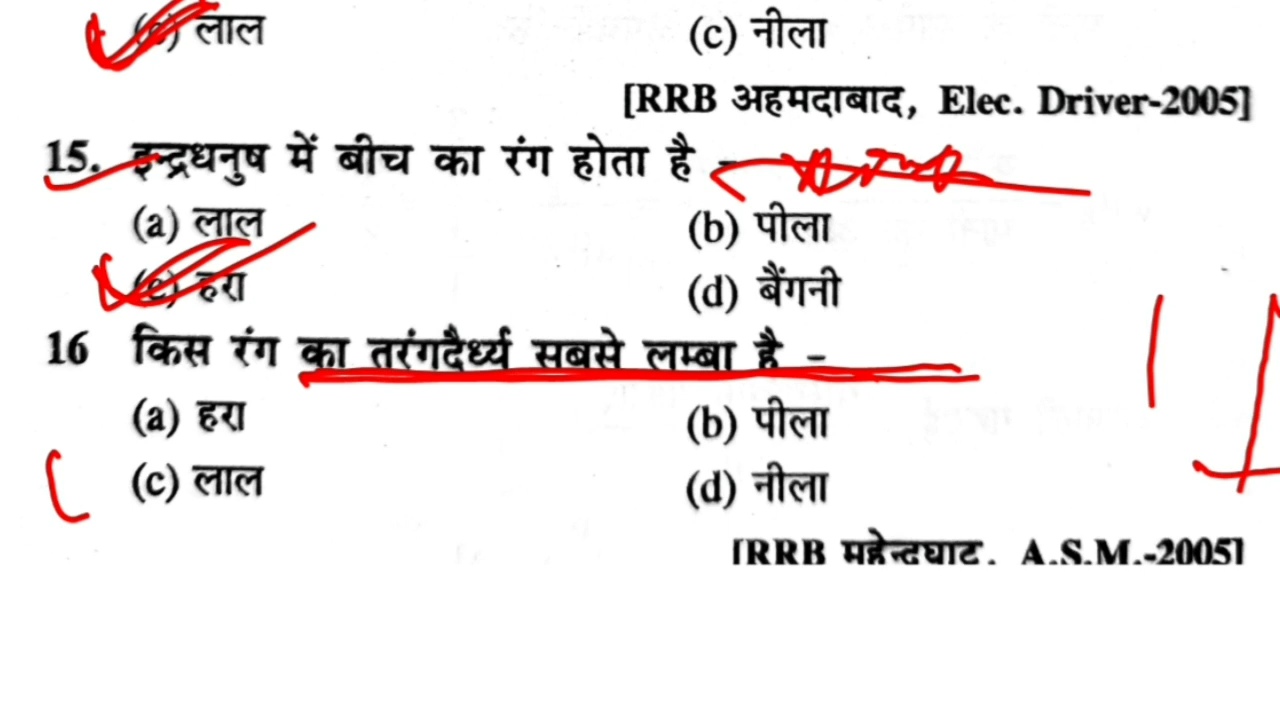 लाल (c) नीला
[RRB अहमदाबाद, Elec. Driver-2005]
15. इन्द्रधनुष में बीच का रंग होता है -
(a) लाल (b) पीला
(c) हरा (d) बैंगनी
16 किस रंग का तरंगदैर्ध्य सबसे लम्बा है -
(a) हरा (b) पीला
(c) लाल (d) नीला
[RRB महेन्द्रघाट, A.S.M.-2005]